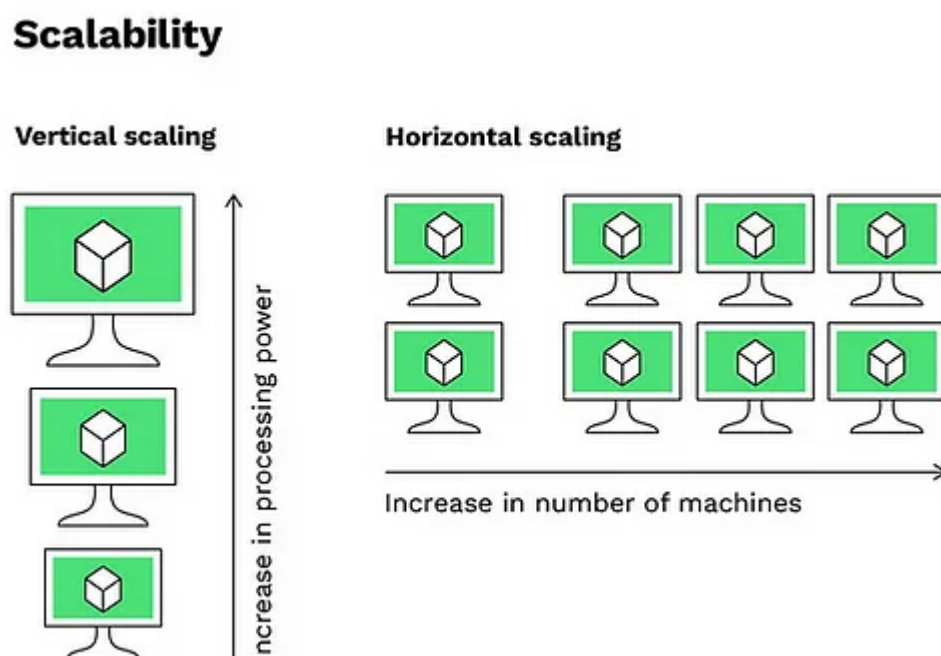 Scalability
Vertical scaling
Horizontal scaling
ncrease in processing power
Increase in number of machines